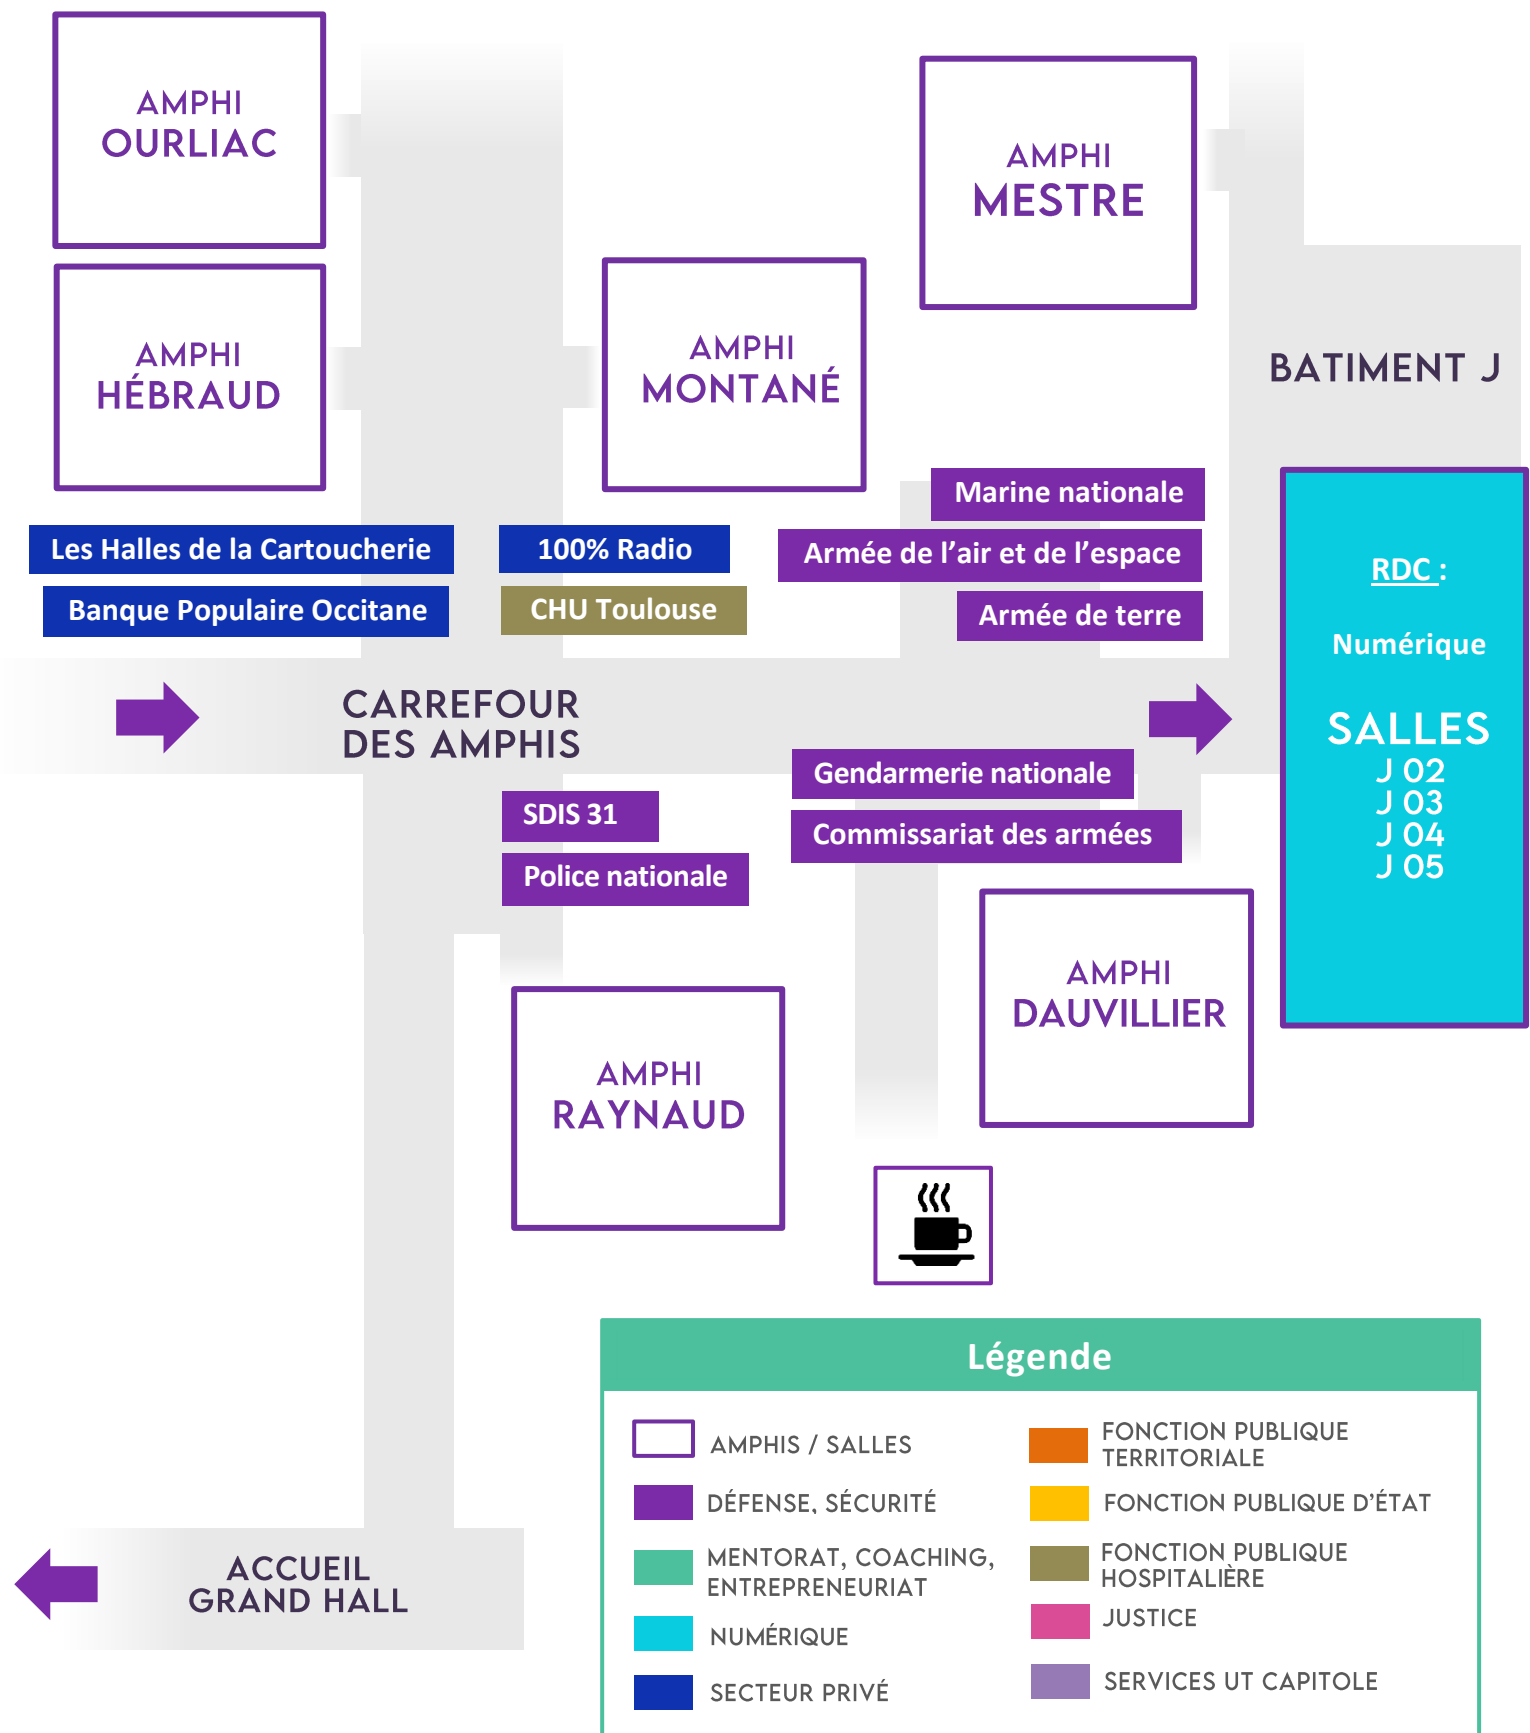 AMPHI
OURLIAC
AMPHI
MESTRE
AMPHI
HÉBRAUD
AMPHI
MONTANÉ
BATIMENT J
Les Halles de la Cartoucherie
100% Radio
Banque Populaire Occitane
CHU Toulouse
Marine nationale
Armée de l’air et de l’espace
Armée de terre
RDC :
Numérique
SALLES
J 02
J 03
J 04
J 05
CARREFOUR
DES AMPHIS
Gendarmerie nationale
Commissariat des armées
SDIS 31
Police nationale
AMPHI
DAUVILLIER
AMPHI
RAYNAUD
ACCUEIL
GRAND HALL
Légende
AMPHIS / SALLES
DÉFENSE, SÉCURITÉ
MENTORAT, COACHING,
ENTREPRENEURIAT
NUMÉRIQUE
SECTEUR PRIVÉ
FONCTION PUBLIQUE
TERRITORIALE
FONCTION PUBLIQUE D’ÉTAT
FONCTION PUBLIQUE
HOSPITALIÈRE
JUSTICE
SERVICES UT CAPITOLE